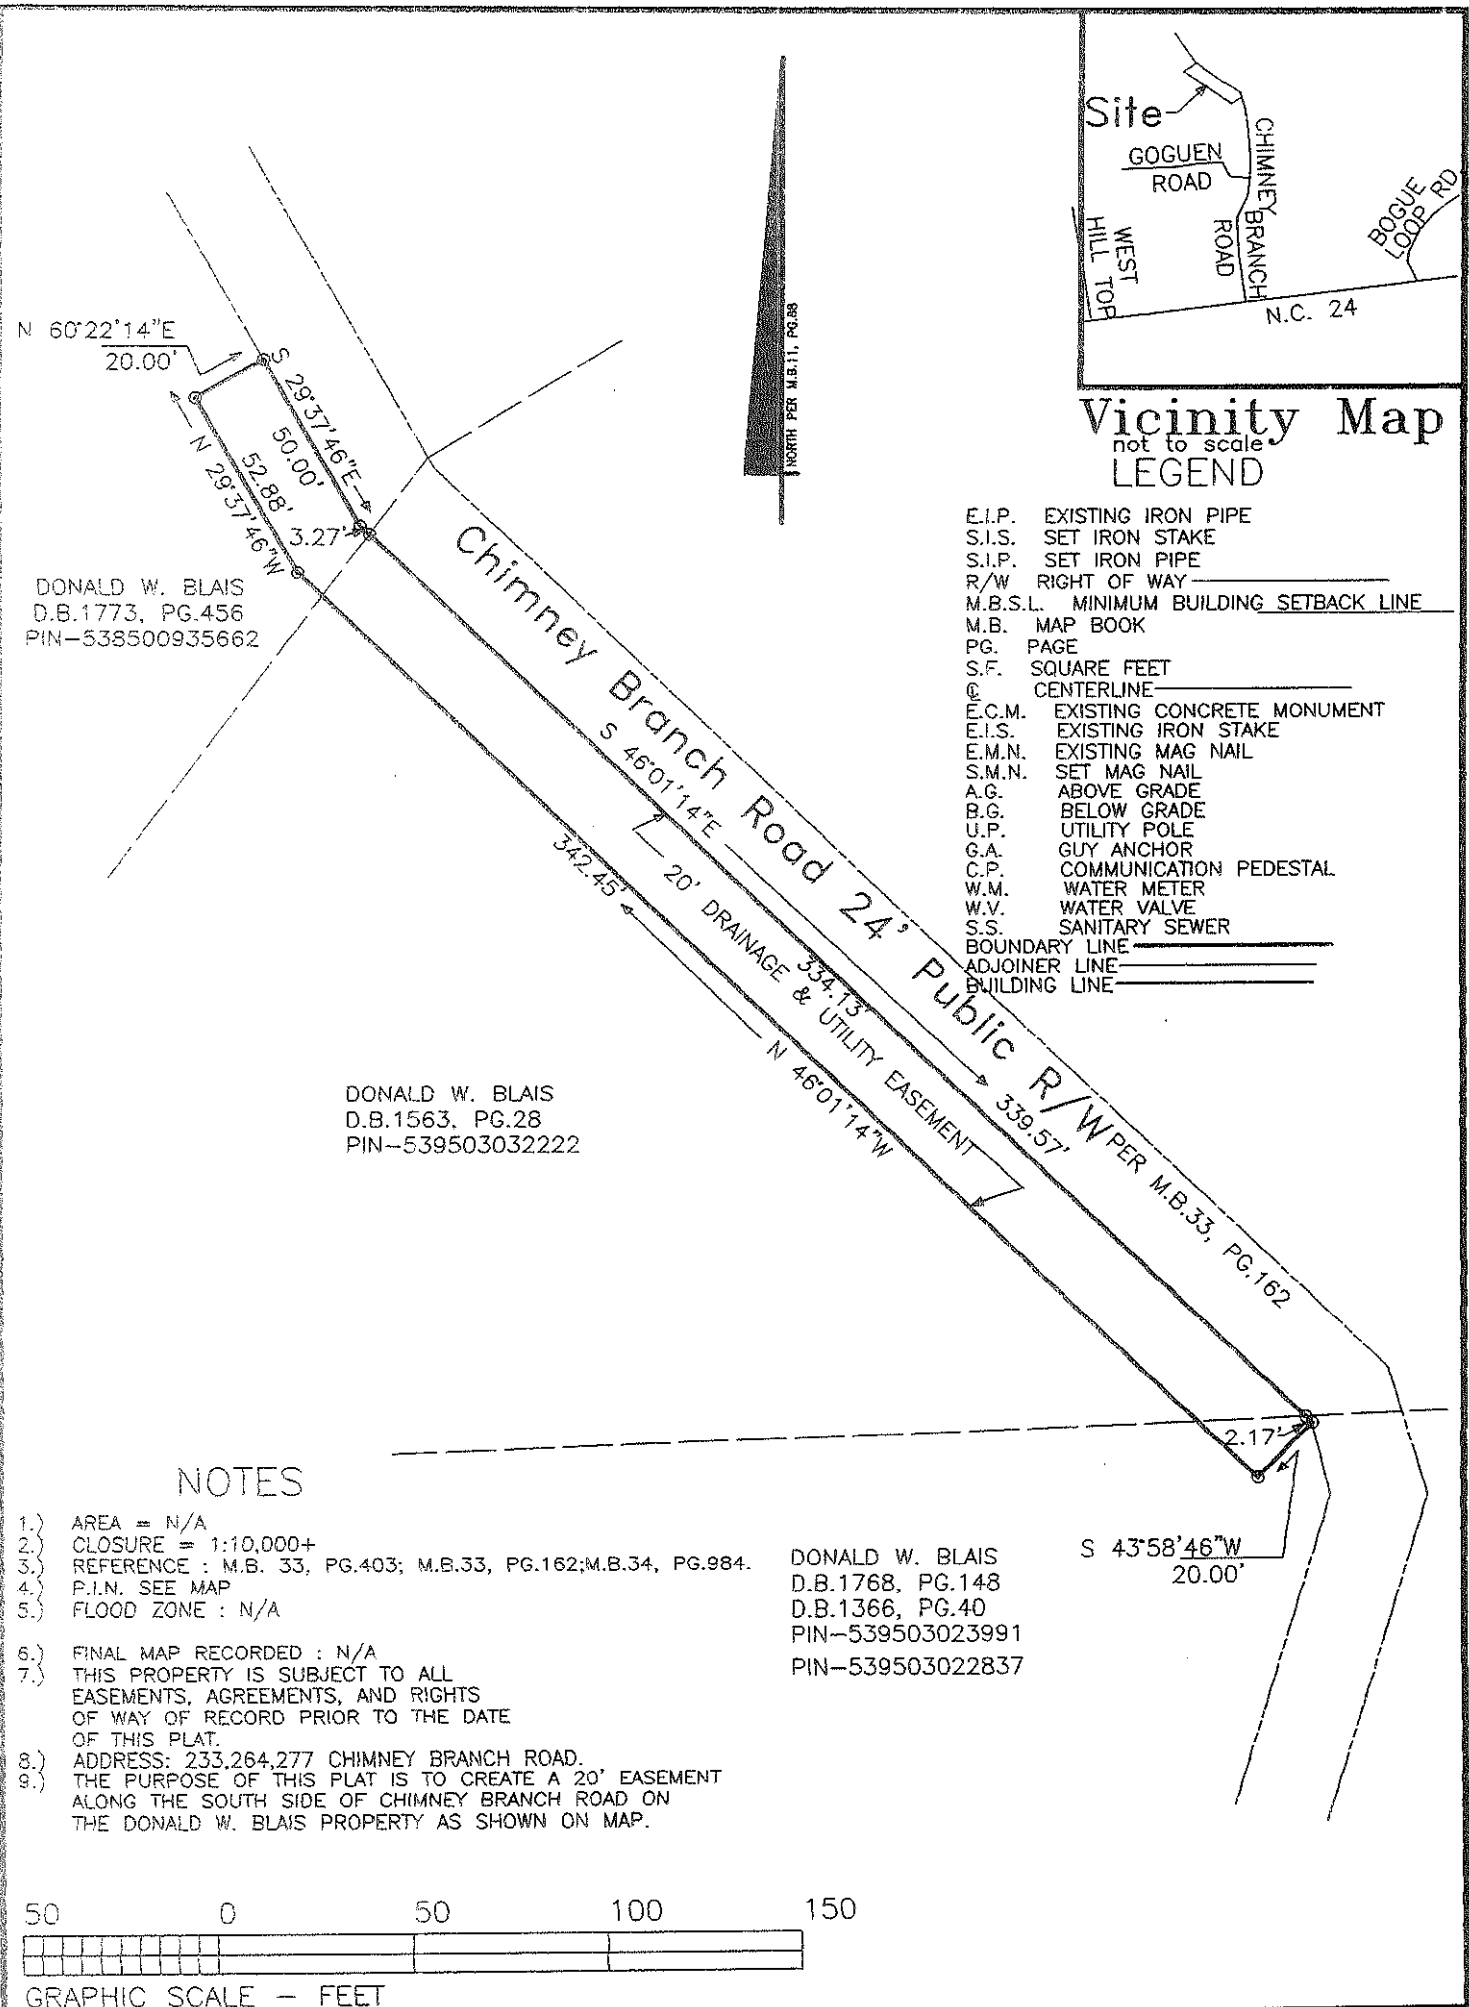 Site
GOGUEN
ROAD
CHIMNEY
BRANCH
ROAD
WEST
HILL TOP
BOGUE
LOOP RD
N.C. 24
Vicinity Map
not to scale
LEGEND
E.I.P. EXISTING IRON PIPE
S.I.S. SET IRON STAKE
S.I.P. SET IRON PIPE
R/W RIGHT OF WAY
M.B.S.L. MINIMUM BUILDING SETBACK LINE
M.B. MAP BOOK
PG. PAGE
S.F. SQUARE FEET
℄ CENTERLINE
E.C.M. EXISTING CONCRETE MONUMENT
E.I.S. EXISTING IRON STAKE
E.M.N. EXISTING MAG NAIL
S.M.N. SET MAG NAIL
A.G. ABOVE GRADE
B.G. BELOW GRADE
U.P. UTILITY POLE
G.A. GUY ANCHOR
C.P. COMMUNICATION PEDESTAL
W.M. WATER METER
W.V. WATER VALVE
S.S. SANITARY SEWER
BOUNDARY LINE
ADJOINER LINE
BUILDING LINE
NORTH PER M.B.11, PG.88
N 60°22'14"E
20.00'
S 29°37'46"E
50.00'
52.88'
N 29°37'46"W
3.27'
DONALD W. BLAIS
D.B.1773, PG.456
PIN-538500935662
Chimney Branch Road 24' Public R/W PER M.B.33, PG.162
S 46°01'14"E
339.57'
334.13'
20' DRAINAGE & UTILITY EASEMENT
342.45'
N 46°01'14"W
DONALD W. BLAIS
D.B.1563, PG.28
PIN-539503032222
2.17'
S 43°58'46"W
20.00'
DONALD W. BLAIS
D.B.1768, PG.148
D.B.1366, PG.40
PIN-539503023991
PIN-539503022837
NOTES
1.) AREA = N/A
2.) CLOSURE = 1:10,000+
3.) REFERENCE : M.B. 33, PG.403; M.B.33, PG.162;M.B.34, PG.984.
4.) P.I.N. SEE MAP
5.) FLOOD ZONE : N/A
6.) FINAL MAP RECORDED : N/A
7.) THIS PROPERTY IS SUBJECT TO ALL
EASEMENTS, AGREEMENTS, AND RIGHTS
OF WAY OF RECORD PRIOR TO THE DATE
OF THIS PLAT.
8.) ADDRESS: 233,264,277 CHIMNEY BRANCH ROAD.
9.) THE PURPOSE OF THIS PLAT IS TO CREATE A 20' EASEMENT
ALONG THE SOUTH SIDE OF CHIMNEY BRANCH ROAD ON
THE DONALD W. BLAIS PROPERTY AS SHOWN ON MAP.
50 0 50 100 150
GRAPHIC SCALE - FEET